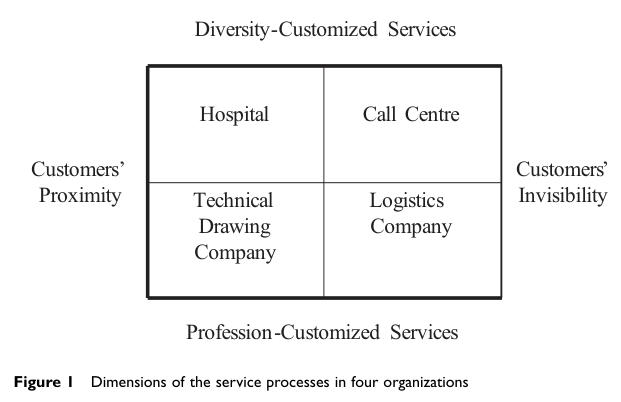 Diversity-Customized Services
Hospital
Call Centre
Customers'
Proximity
Customers'
Invisibility
Technical
Drawing
Company
Logistics
Company
Profession-Customized Services
Figure 1 Dimensions of the service processes in four organizations